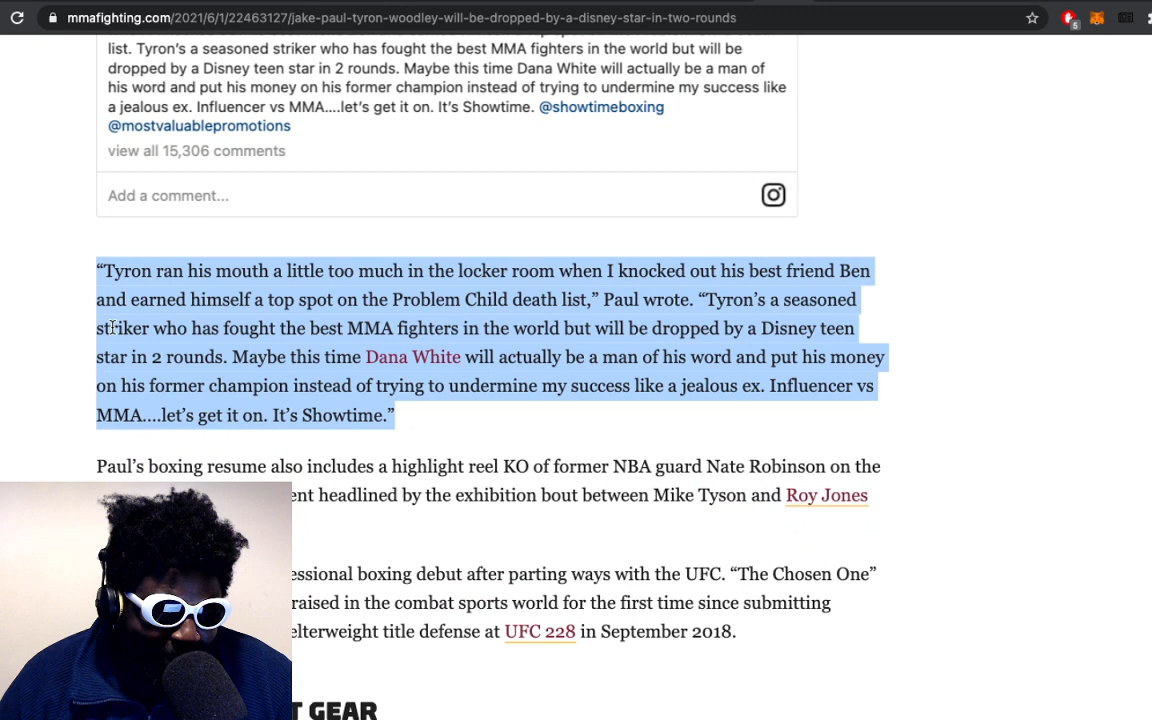 mmafighting.com/2021/6/1/22463127/jake-paul-tyron-woodley-will-be-dropped-by-a-disney-star-in-two-rounds
5
list. Tyron's a seasoned striker who has fought the best MMA fighters in the world but will be
dropped by a Disney teen star in 2 rounds. Maybe this time Dana White will actually be a man of
his word and put his money on his former champion instead of trying to undermine my success like
a jealous ex. Influencer vs MMA....let's get it on. It's Showtime. @showtimeboxing
@mostvaluablepromotions
view all 15,306 comments
Add a comment...
“Tyron ran his mouth a little too much in the locker room when I knocked out his best friend Ben
and earned himself a top spot on the Problem Child death list,” Paul wrote. “Tyron’s a seasoned
striker who has fought the best MMA fighters in the world but will be dropped by a Disney teen
star in 2 rounds. Maybe this time Dana White will actually be a man of his word and put his money
on his former champion instead of trying to undermine my success like a jealous ex. Influencer vs
MMA....let’s get it on. It’s Showtime.”
Paul’s boxing resume also includes a highlight reel KO of former NBA guard Nate Robinson on the
ent headlined by the exhibition bout between Mike Tyson and Roy Jones
essional boxing debut after parting ways with the UFC. “The Chosen One”
raised in the combat sports world for the first time since submitting
elterweight title defense at UFC 228 in September 2018.
T GEAR